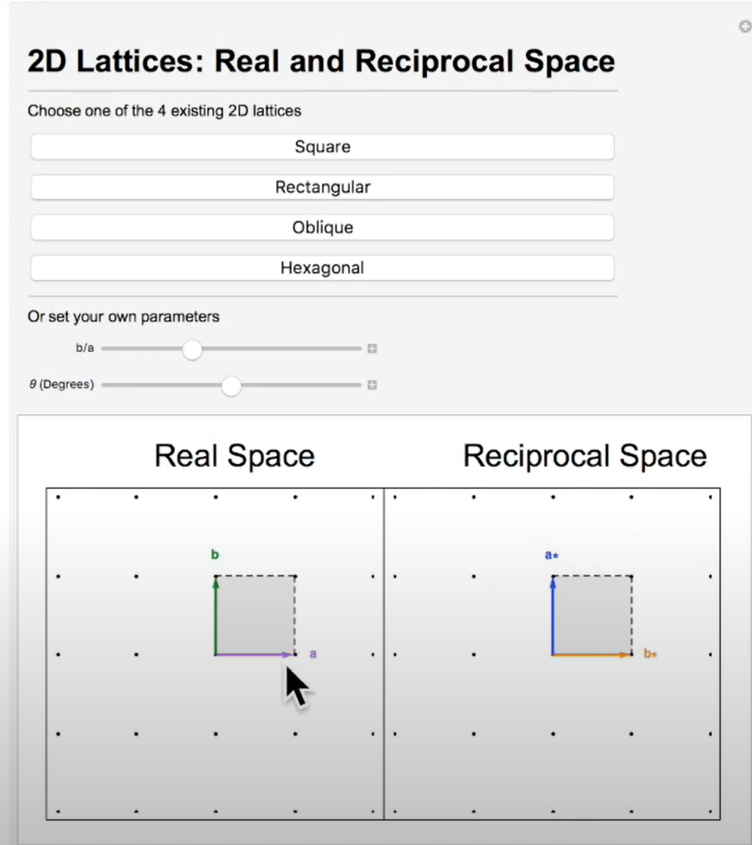 2D Lattices: Real and Reciprocal Space
Choose one of the 4 existing 2D lattices
Square
Rectangular
Oblique
Hexagonal
Or set your own parameters
b/a
θ (Degrees)
Real Space
Reciprocal Space
b
a
a*
b*